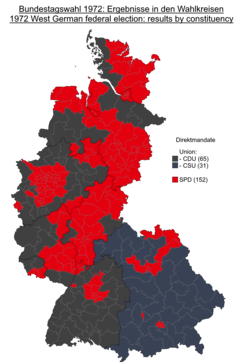 Bundestagswahl 1972: Ergebnisse in den Wahlkreisen
1972 West German federal election: results by constituency
Direktmandate
Union:
- CDU (65)
- CSU (31)
SPD (152)